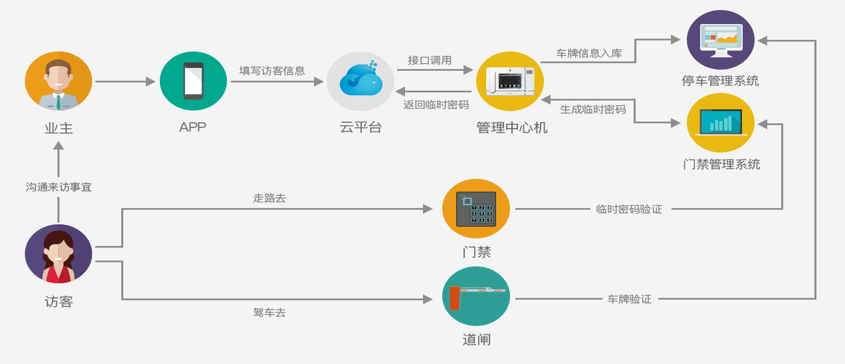 业主
APP
填写访客信息
云平台
接口调用
返回临时密码
管理中心机
车牌信息入库
生成临时密码
停车管理系统
门禁管理系统
沟通来访事宜
访客
走路去
门禁
临时密码验证
驾车去
道闸
车牌验证